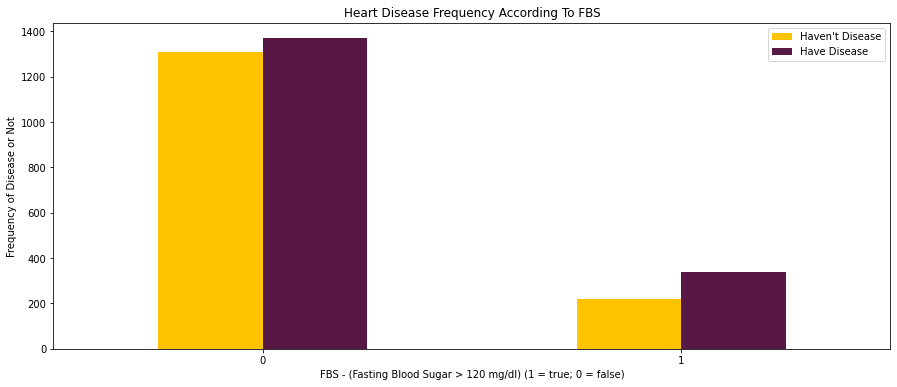 Heart Disease Frequency According To FBS
Haven't Disease
Have Disease
Frequency of Disease or Not
1400
1200
1000
800
600
400
200
0
0 1
FBS - (Fasting Blood Sugar > 120 mg/dl) (1 = true; 0 = false)